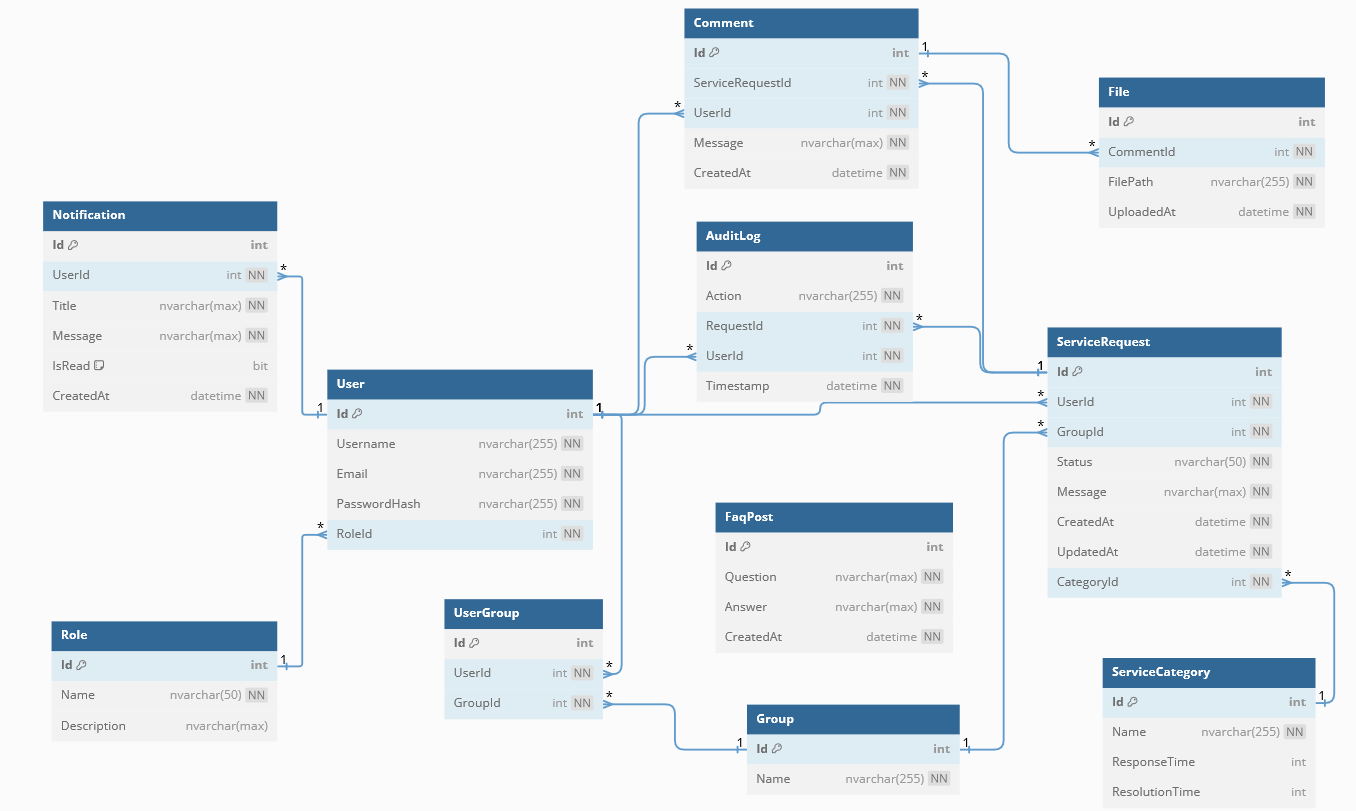 Comment
Id int
ServiceRequestId int NN
UserId int NN
Message nvarchar(max) NN
CreatedAt datetime NN
1
*
*
File
Id int
CommentId int NN
FilePath nvarchar(255) NN
UploadedAt datetime NN
*
Notification
Id int
UserId int NN
Title nvarchar(max) NN
Message nvarchar(max) NN
IsRead bit
CreatedAt datetime NN
*
AuditLog
Id int
Action nvarchar(255) NN
RequestId int NN
UserId int NN
Timestamp datetime NN
*
*
ServiceRequest
Id int
UserId int NN
GroupId int NN
Status nvarchar(50) NN
Message nvarchar(max) NN
CreatedAt datetime NN
UpdatedAt datetime NN
CategoryId int NN
1
*
*
*
User
Id int
Username nvarchar(255) NN
Email nvarchar(255) NN
PasswordHash nvarchar(255) NN
RoleId int NN
1
1
*
FaqPost
Id int
Question nvarchar(max) NN
Answer nvarchar(max) NN
CreatedAt datetime NN
Role
Id int
Name nvarchar(50) NN
Description nvarchar(max)
1
UserGroup
Id int
UserId int NN
GroupId int NN
*
*
Group
Id int
Name nvarchar(255) NN
1
1
ServiceCategory
Id int
Name nvarchar(255) NN
ResponseTime int
ResolutionTime int
1